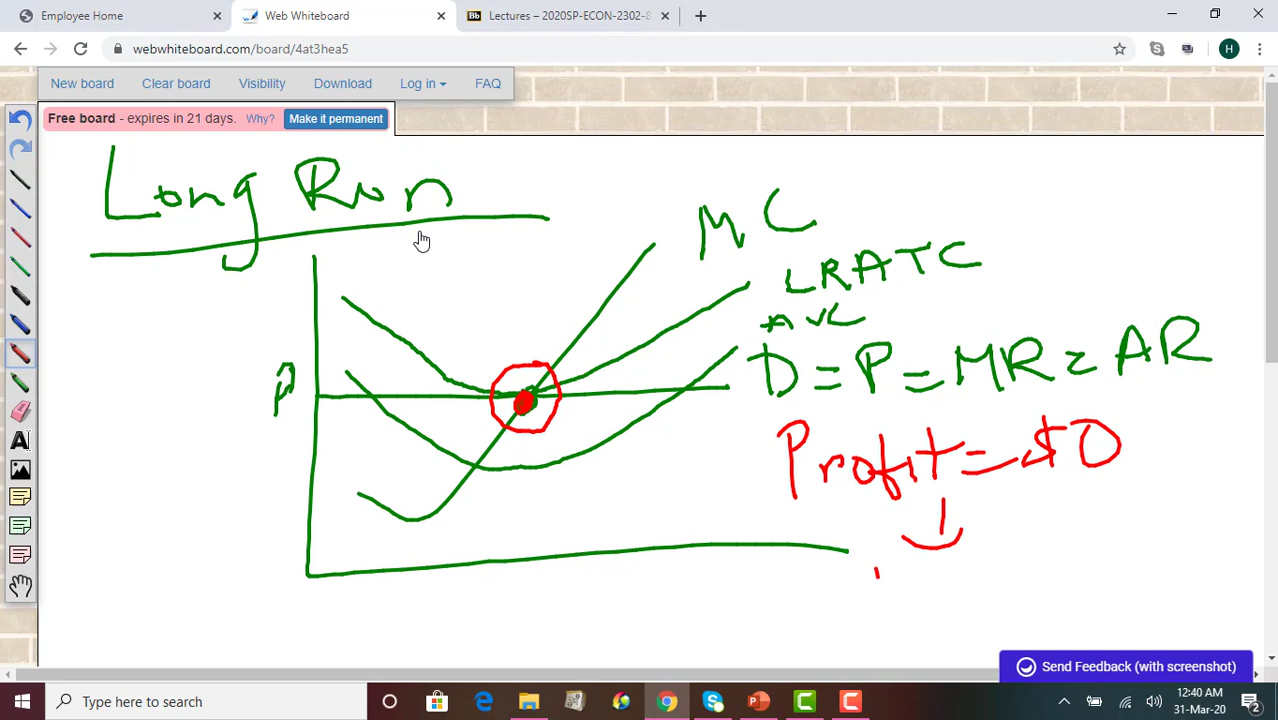 Employee Home
Web Whiteboard
Lectures – 2020SP-ECON-2302-8
webwhiteboard.com/board/4at3hea5
H
New board
Clear board
Visibility
Download
Log in
FAQ
Free board - expires in 21 days.
Why?
Make it permanent
Long Run
MC
LRATC
AVC
P
D = P = MR = AR
Profit = $0
A
Send Feedback (with screenshot)
Type here to search
12:40 AM
31-Mar-20
2